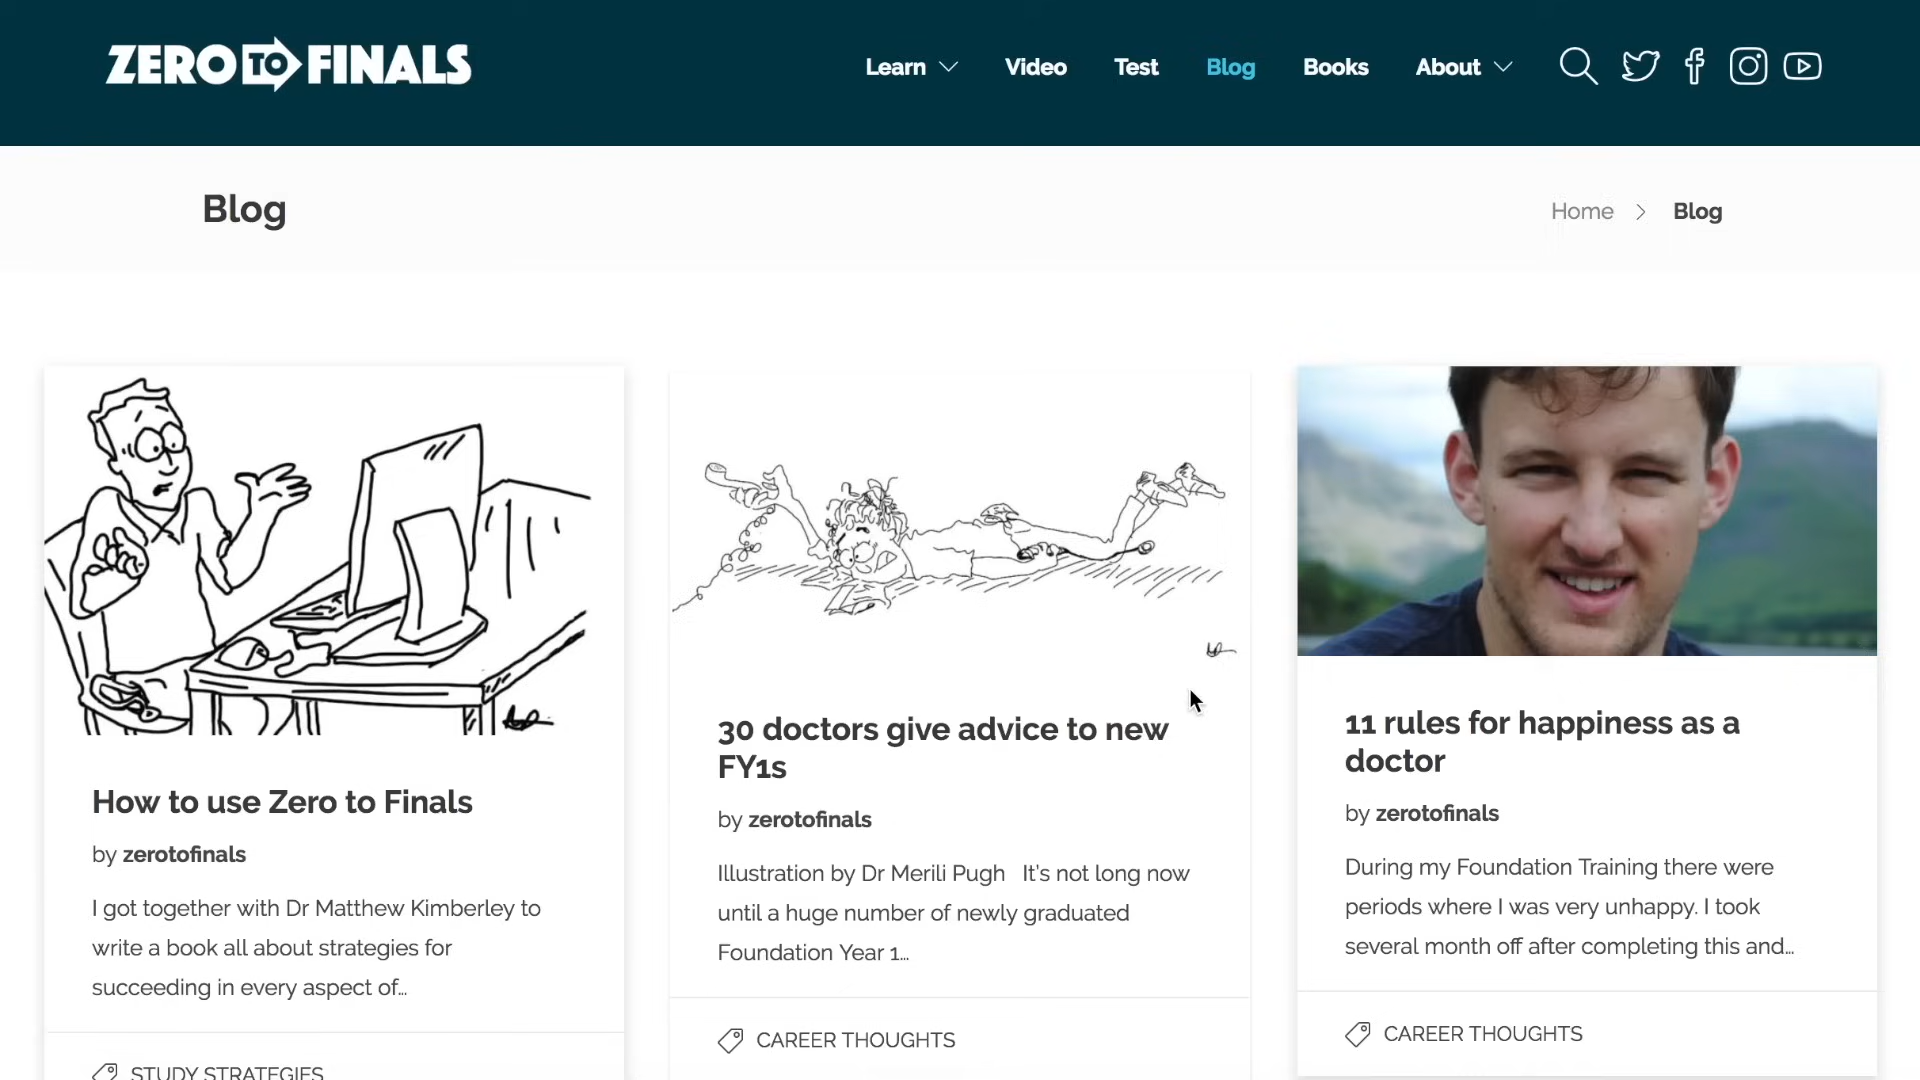 ZERO TO FINALS
Learn Video Test Blog Books About
Blog
Home Blog
How to use Zero to Finals
by zerotofinals
I got together with Dr Matthew Kimberley to
write a book all about strategies for
succeeding in every aspect of...
STUDY STRATEGIES
30 doctors give advice to new
FY1s
by zerotofinals
Illustration by Dr Merili Pugh It's not long now
until a huge number of newly graduated
Foundation Year 1...
CAREER THOUGHTS
11 rules for happiness as a
doctor
by zerotofinals
During my Foundation Training there were
periods where I was very unhappy. I took
several month off after completing this and...
CAREER THOUGHTS